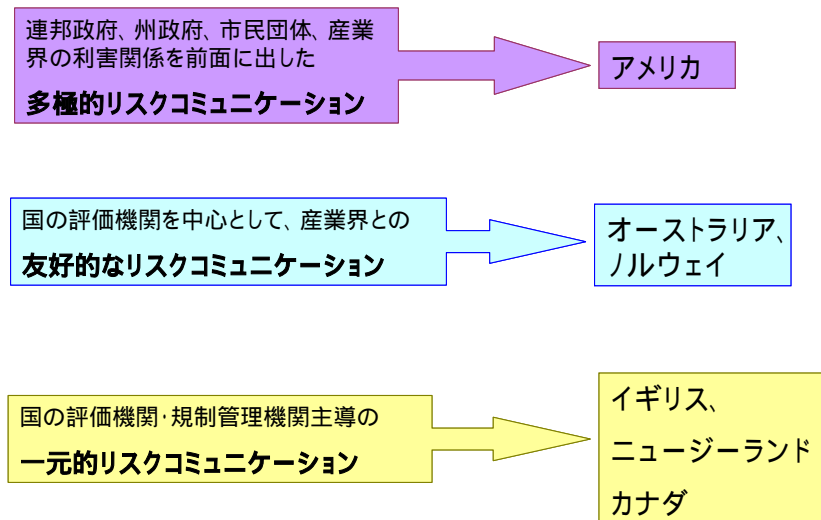 連邦政府、州政府、市民団体、産業
界の利害関係を前面に出した
多極的リスクコミュニケーション
アメリカ
国の評価機関を中心として、産業界との
友好的なリスクコミュニケーション
オーストラリア、
ノルウェイ
国の評価機関・規制管理機関主導の
一元的リスクコミュニケーション
イギリス、
ニュージーランド
カナダ